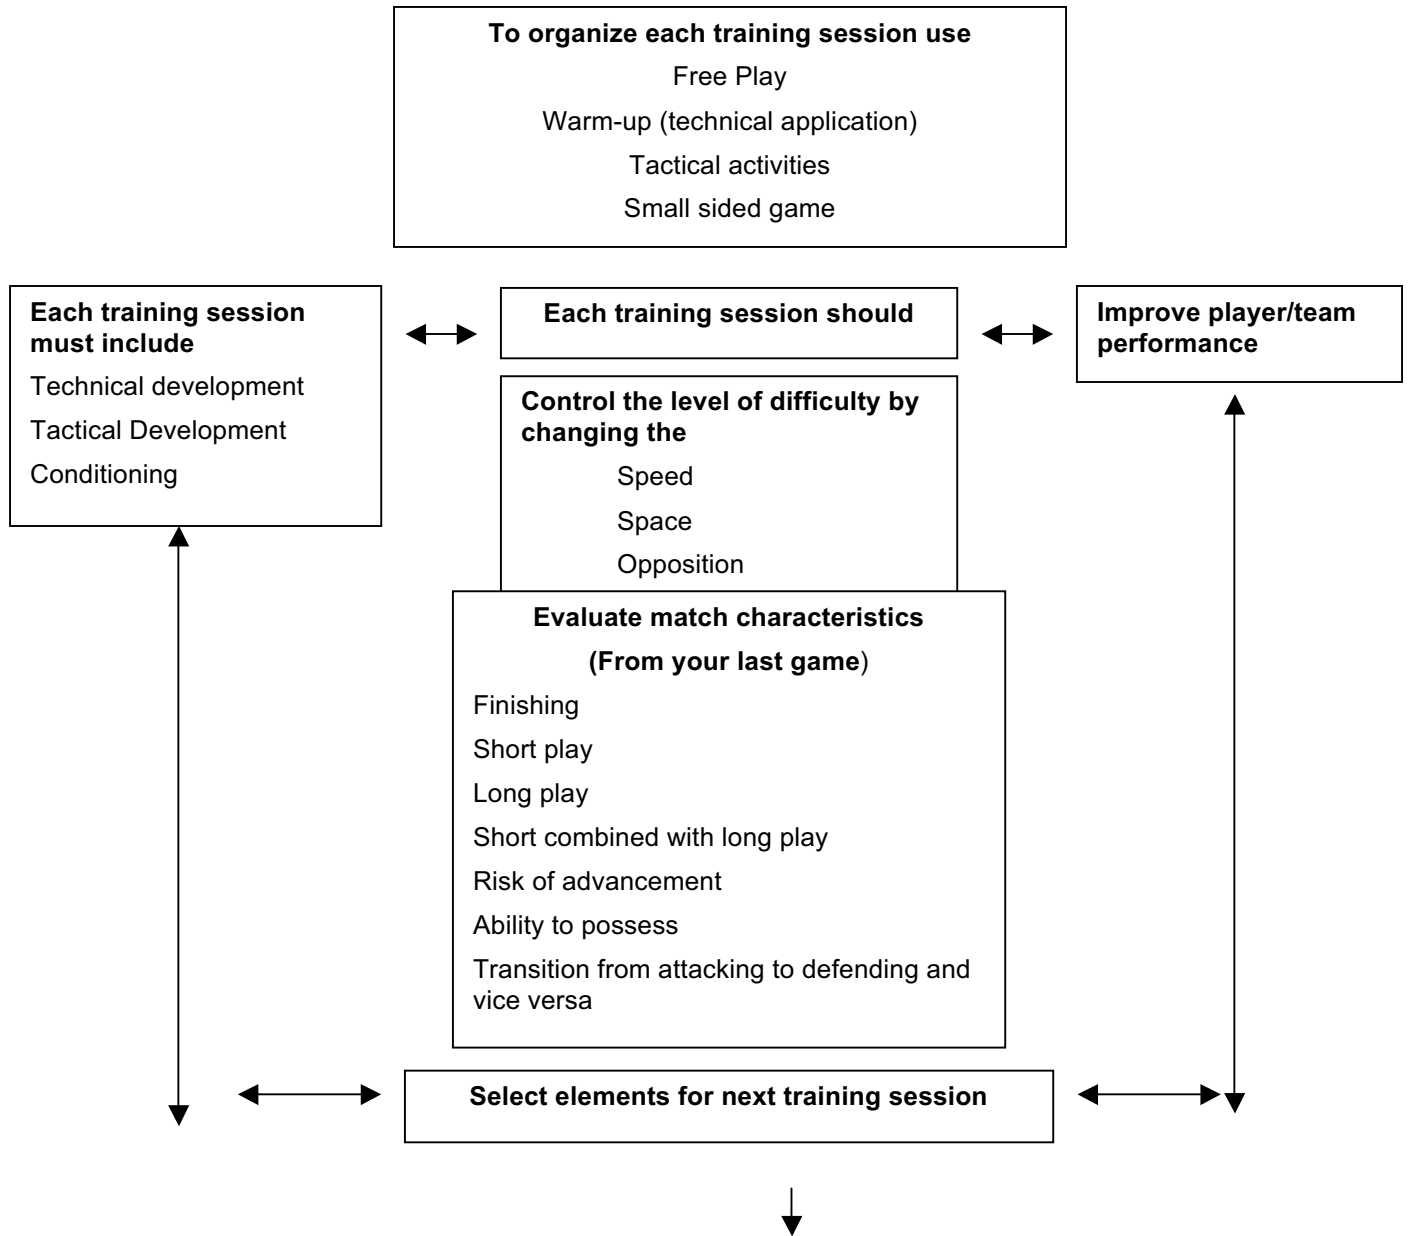 To organize each training session use
Free Play
Warm-up (technical application)
Tactical activities
Small sided game
Each training session
must include
Technical development
Tactical Development
Conditioning
Each training session should
Improve player/team
performance
Control the level of difficulty by
changing the
Speed
Space
Opposition
Evaluate match characteristics
(From your last game)
Finishing
Short play
Long play
Short combined with long play
Risk of advancement
Ability to possess
Transition from attacking to defending and
vice versa
Select elements for next training session